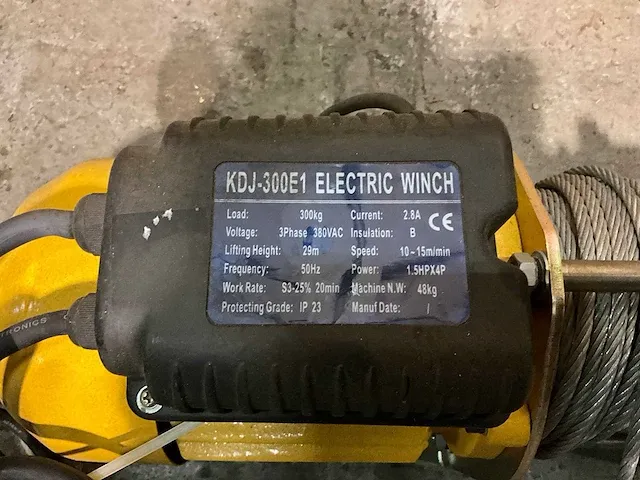 KDJ-300E1 ELECTRIC WINCH
Load: 300kg Current: 2.8A
Voltage: 3Phase 380VAC Insulation: B CE
Lifting Height: 29m Speed: 10~15m/min
Frequency: 50Hz Power: 1.5HPX4P
Work Rate: S3-25% 20min Machine N.W: 48kg
Protecting Grade: IP 23 Manuf Date: /
TRONICS